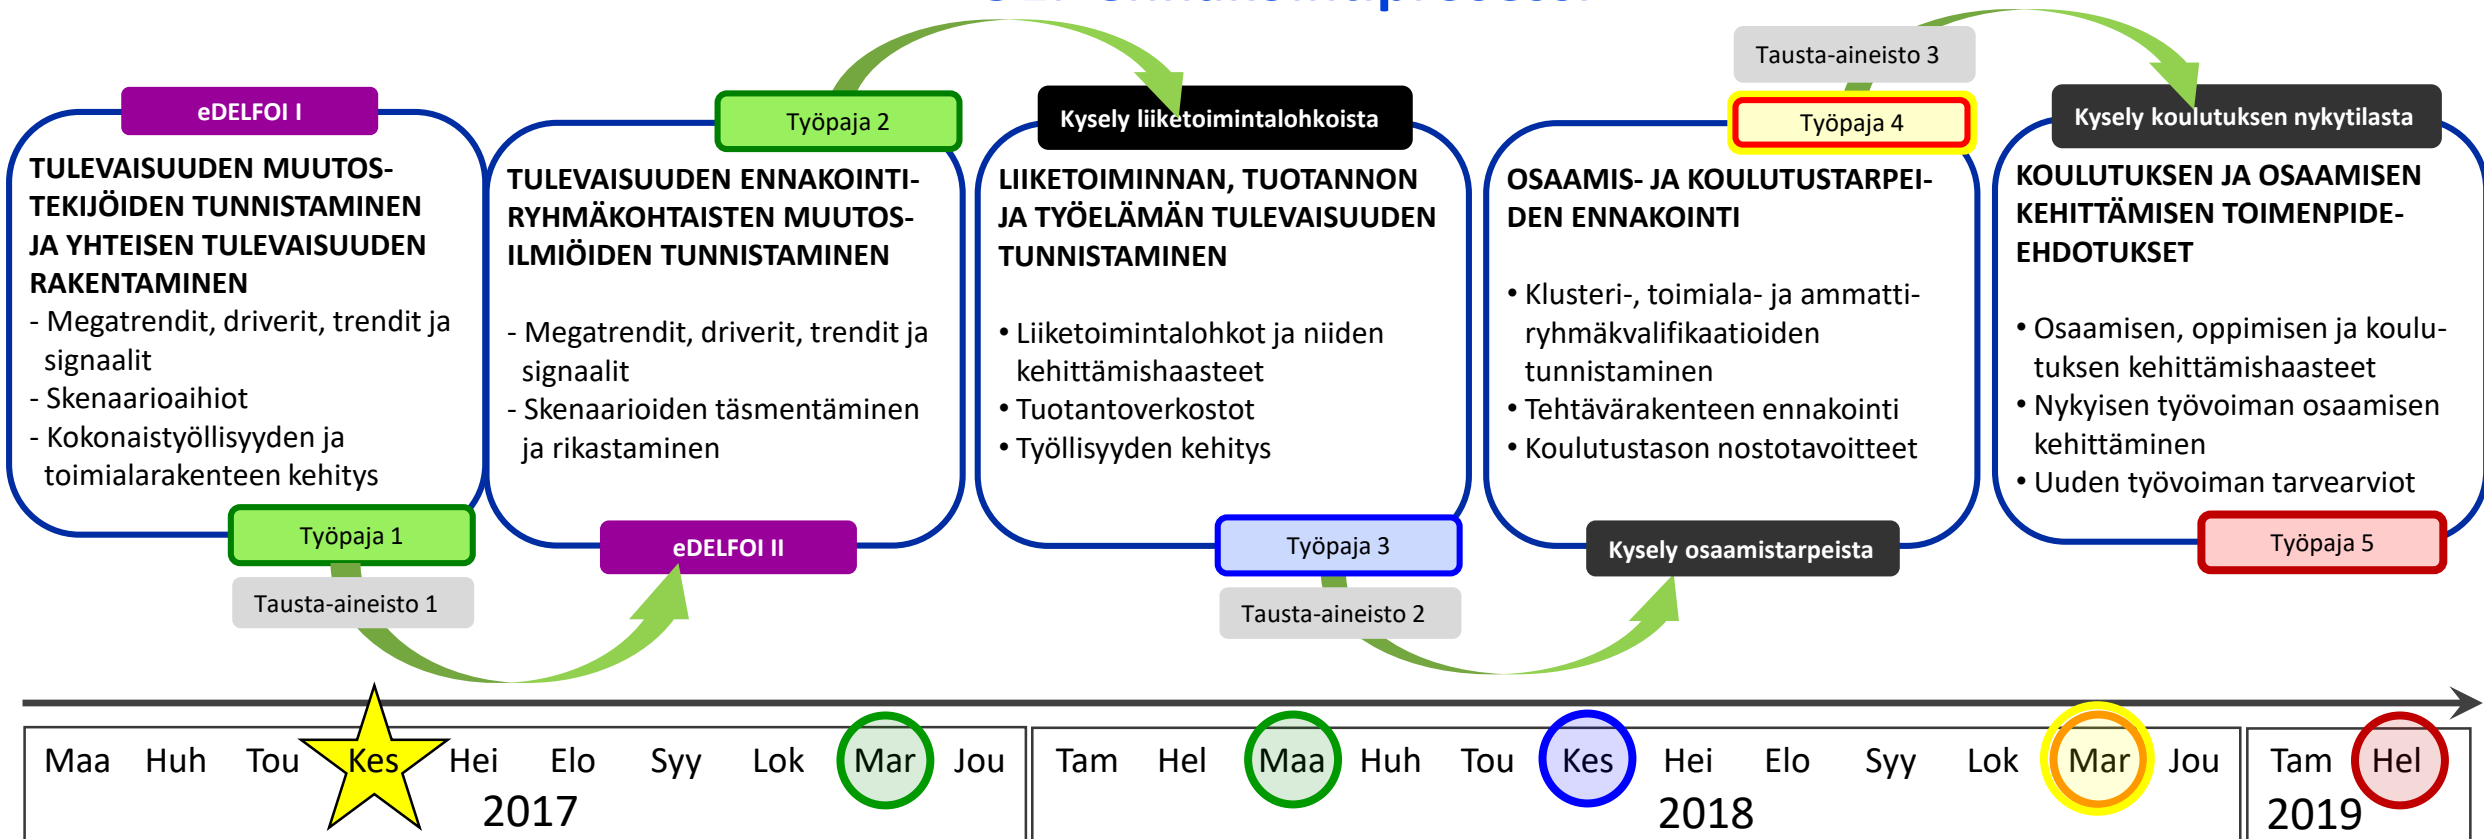 eDELFOI I
TULEVAISUUDEN MUUTOS-
TEKIJÖIDEN TUNNISTAMINEN
JA YHTEISEN TULEVAISUUDEN
RAKENTAMINEN
- Megatrendit, driverit, trendit ja
signaalit
- Skenaarioaihiot
- Kokonaistyöllisyyden ja
toimialarakenteen kehitys
Työpaja 1
Tausta-aineisto 1
Työpaja 2
TULEVAISUUDEN ENNAKOINTI-
RYHMÄKOHTAISTEN MUUTOS-
ILMIÖIDEN TUNNISTAMINEN
- Megatrendit, driverit, trendit ja
signaalit
- Skenaarioiden täsmentäminen
ja rikastaminen
eDELFOI II
Kysely liiketoimintalohkoista
LIIKETOIMINNAN, TUOTANNON
JA TYÖELÄMÄN TULEVAISUUDEN
TUNNISTAMINEN
• Liiketoimintalohkot ja niiden
kehittämishaasteet
• Tuotantoverkostot
• Työllisyyden kehitys
Työpaja 3
Tausta-aineisto 2
Tausta-aineisto 3
Työpaja 4
OSAAMIS- JA KOULUTUSTARPEI-
DEN ENNAKOINTI
• Klusteri-, toimiala- ja ammatti-
ryhmäkvalifikaatioiden
tunnistaminen
• Tehtävärakenteen ennakointi
• Koulutustason nostotavoitteet
Kysely osaamistarpeista
Kysely koulutuksen nykytilasta
KOULUTUKSEN JA OSAAMISEN
KEHITTÄMISEN TOIMENPIDE-
EHDOTUKSET
• Osaamisen, oppimisen ja koulu-
tuksen kehittämishaasteet
• Nykyisen työvoiman osaamisen
kehittäminen
• Uuden työvoiman tarvearviot
Työpaja 5
Maa Huh Tou Kes Hei Elo Syy Lok Mar Jou
2017
Tam Hel Maa Huh Tou Kes Hei Elo Syy Lok Mar Jou
2018
Tam Hel
2019